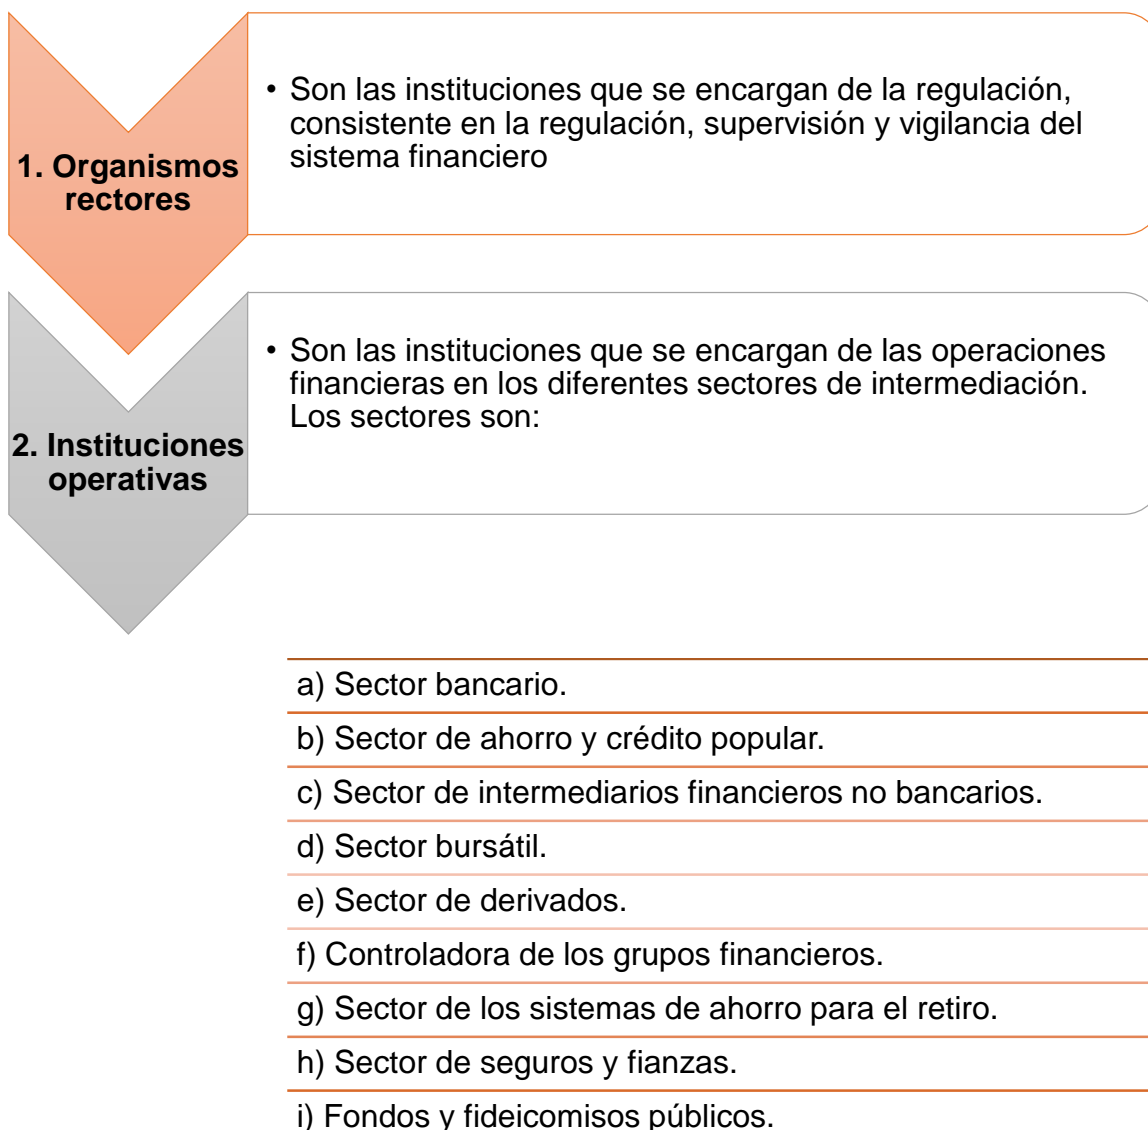 1. Organismos
rectores
• Son las instituciones que se encargan de la regulación,
consistente en la regulación, supervisión y vigilancia del
sistema financiero
2. Instituciones
operativas
• Son las instituciones que se encargan de las operaciones
financieras en los diferentes sectores de intermediación.
Los sectores son:
a) Sector bancario.
b) Sector de ahorro y crédito popular.
c) Sector de intermediarios financieros no bancarios.
d) Sector bursátil.
e) Sector de derivados.
f) Controladora de los grupos financieros.
g) Sector de los sistemas de ahorro para el retiro.
h) Sector de seguros y fianzas.
i) Fondos y fideicomisos públicos.